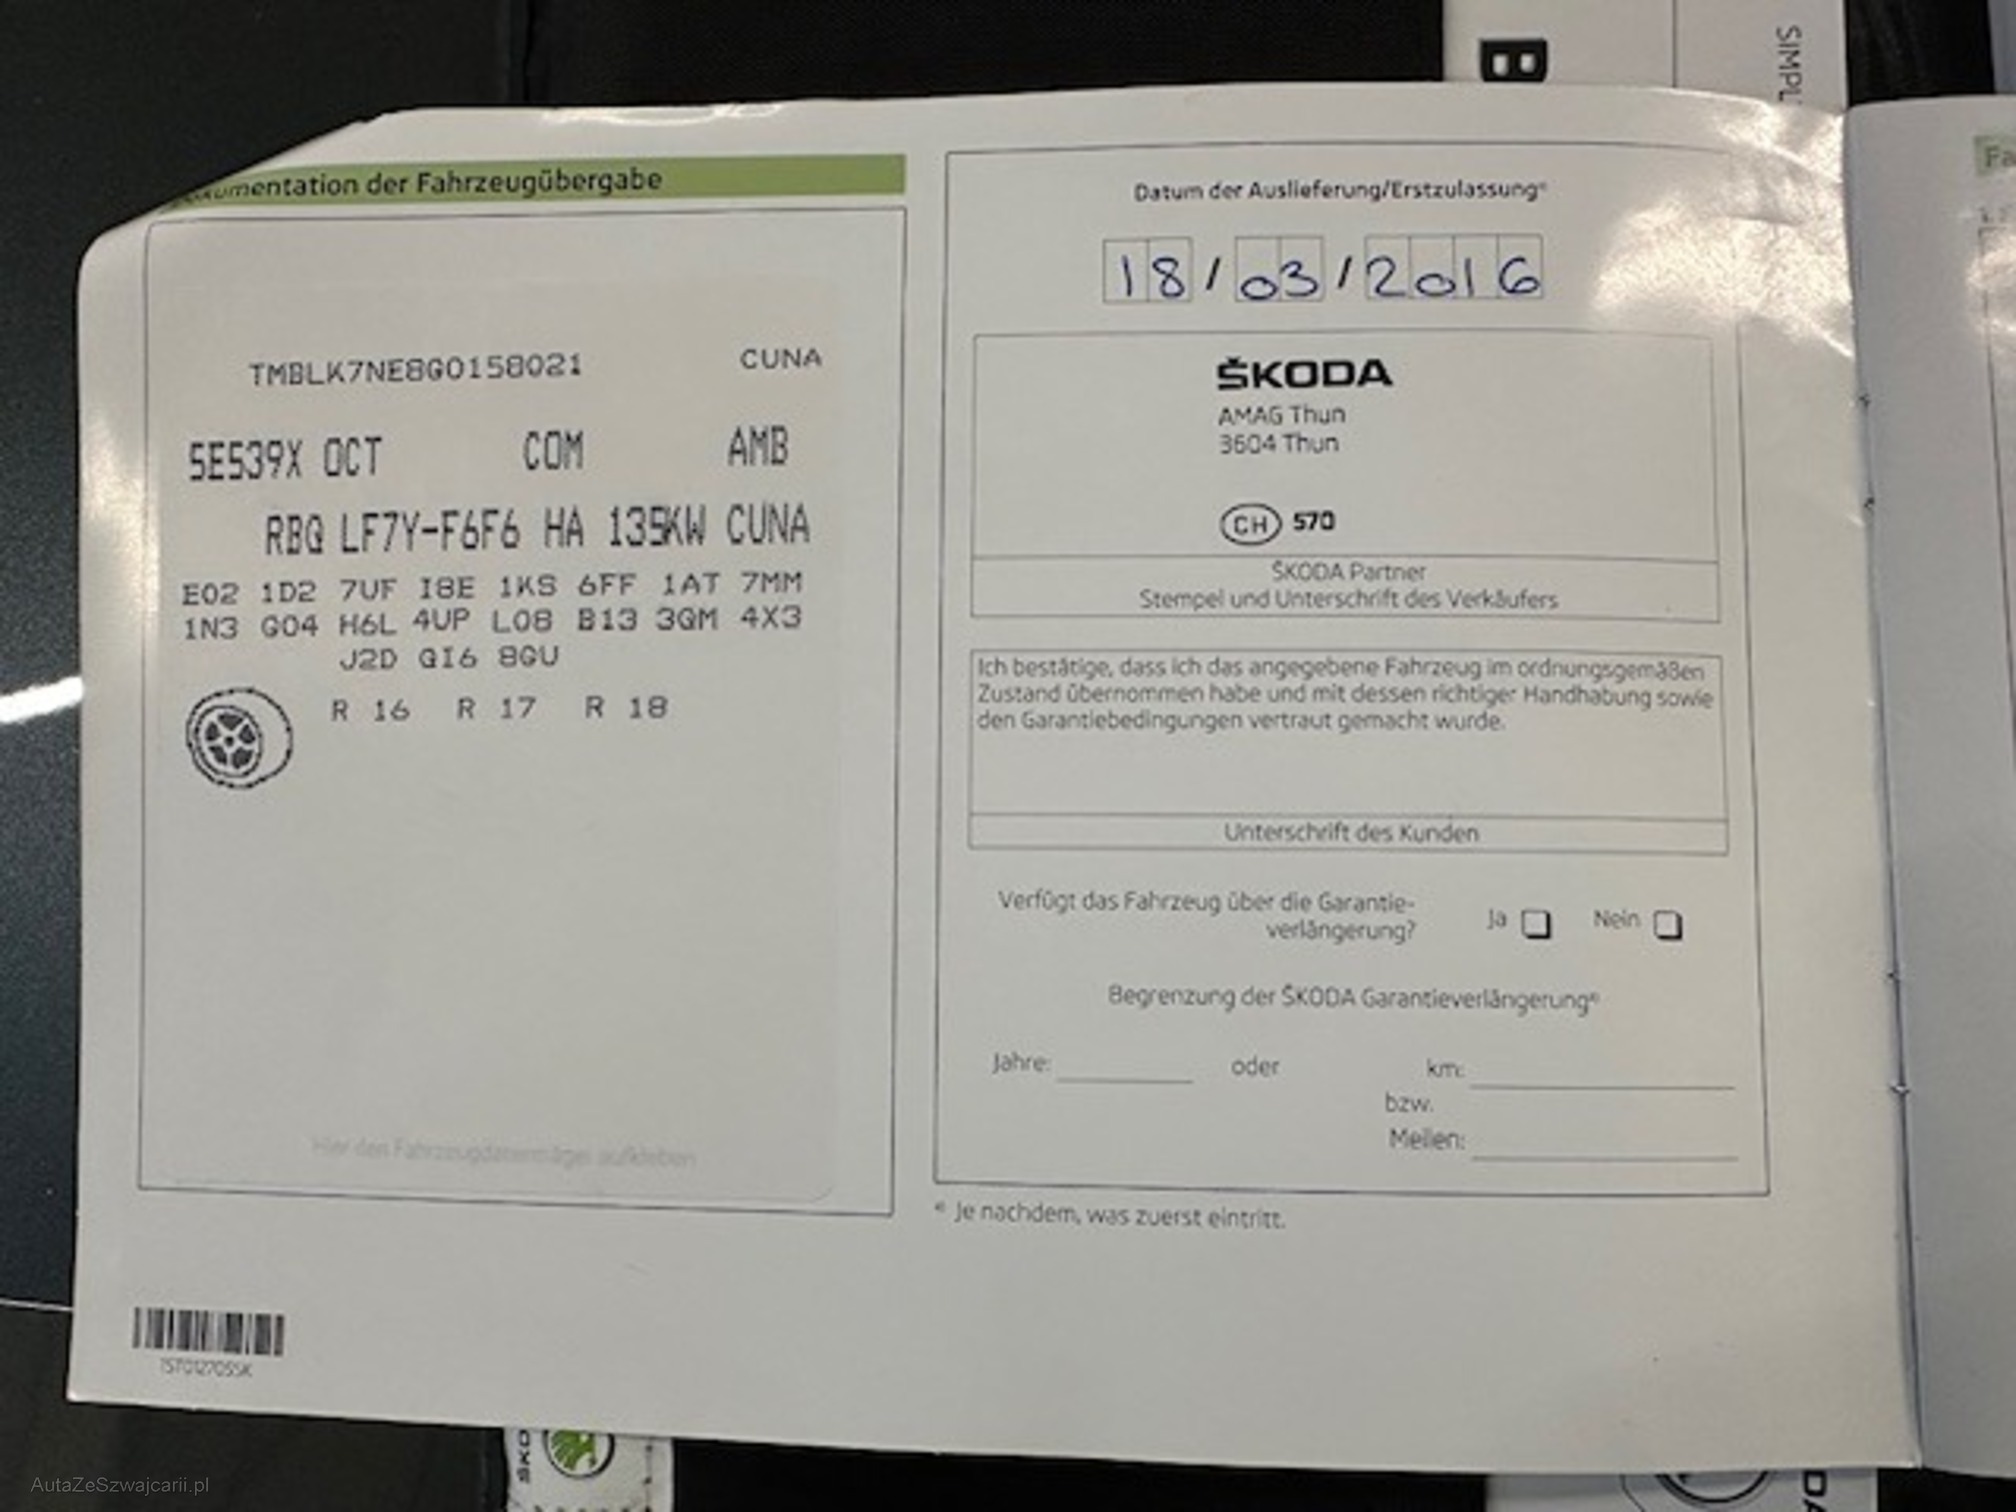 B
SIMPL
umentation der Fahrzeugübergabe
TMBLK7NE8G0158021 CUNA
5E539X OCT COM AMB
RBQ LF7Y-F6F6 HA 135KW CUNA
E02 1D2 7UF I8E 1KS 6FF 1AT 7MM
1N3 G04 H6L 4UP L08 B13 3GM 4X3
J2D QI6 8GU
R 16 R 17 R 18
Hier den Fahrzeugdatenträger aufkleben
Datum der Auslieferung/Erstzulassung*
18/03/2016
ŠKODA
AMAG Thun
3604 Thun
CH 570
ŠKODA Partner
Stempel und Unterschrift des Verkäufers
Ich bestätige, dass ich das angegebene Fahrzeug im ordnungsgemäßen
Zustand übernommen habe und mit dessen richtiger Handhabung sowie
den Garantiebedingungen vertraut gemacht wurde.
Unterschrift des Kunden
Verfügt das Fahrzeug über die Garantie-
verlängerung? Ja Nein
Begrenzung der ŠKODA Garantieverlängerung*
Jahre: oder km:
bzw.
Meilen:
* Je nachdem, was zuerst eintritt.
Fa
ŠKO
DA
AutaZeSzwajcarii.pl